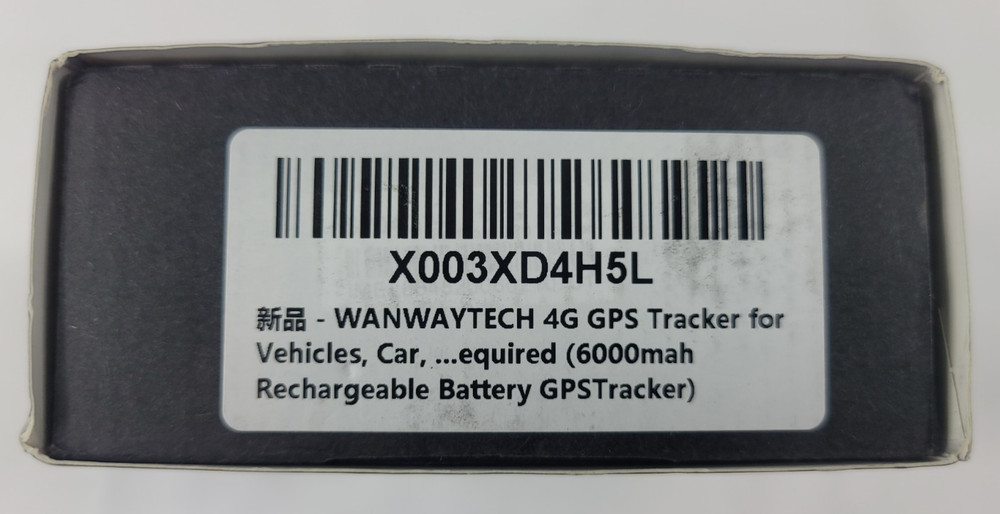 X003XD4H5L
新品 - WANWAYTECH 4G GPS Tracker for
Vehicles, Car, ...equired (6000mah
Rechargeable Battery GPSTracker)